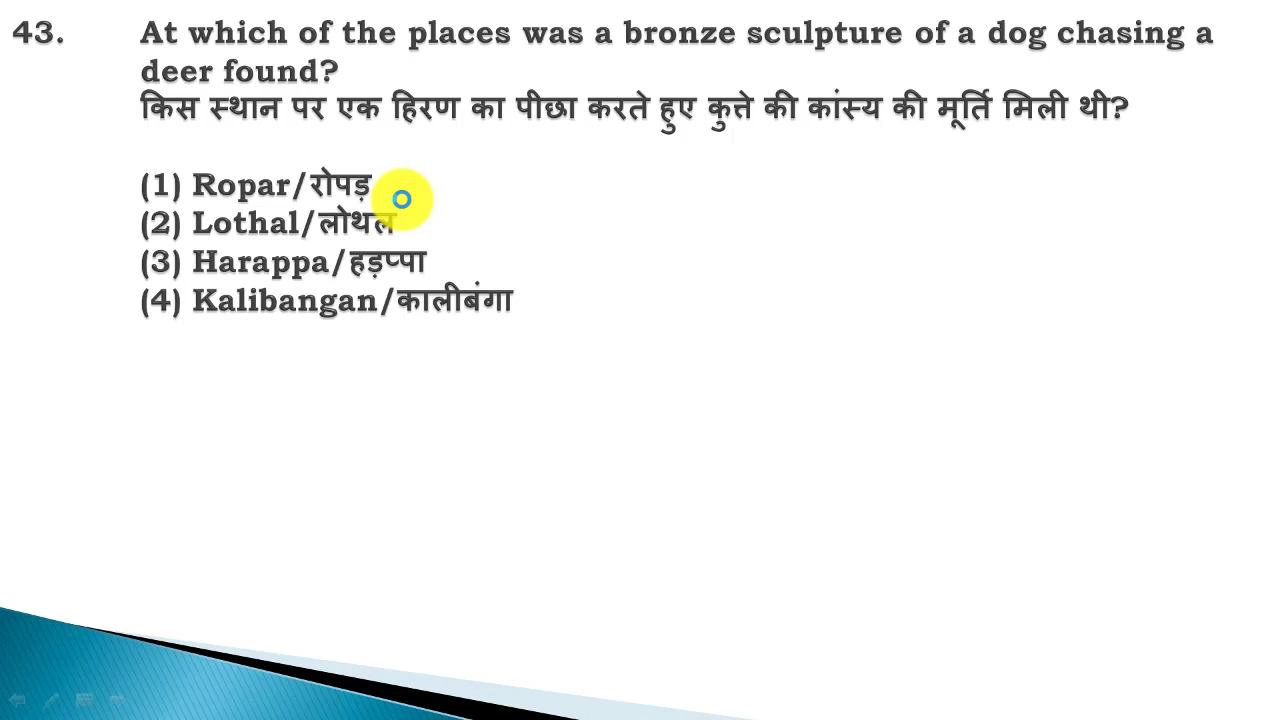 43. At which of the places was a bronze sculpture of a dog chasing a
deer found?
किस स्थान पर एक हिरण का पीछा करते हुए कुत्ते की कांस्य की मूर्ति मिली थी?
(1) Ropar/रोपड़
(2) Lothal/लोथल
(3) Harappa/हड़प्पा
(4) Kalibangan/कालीबंगा